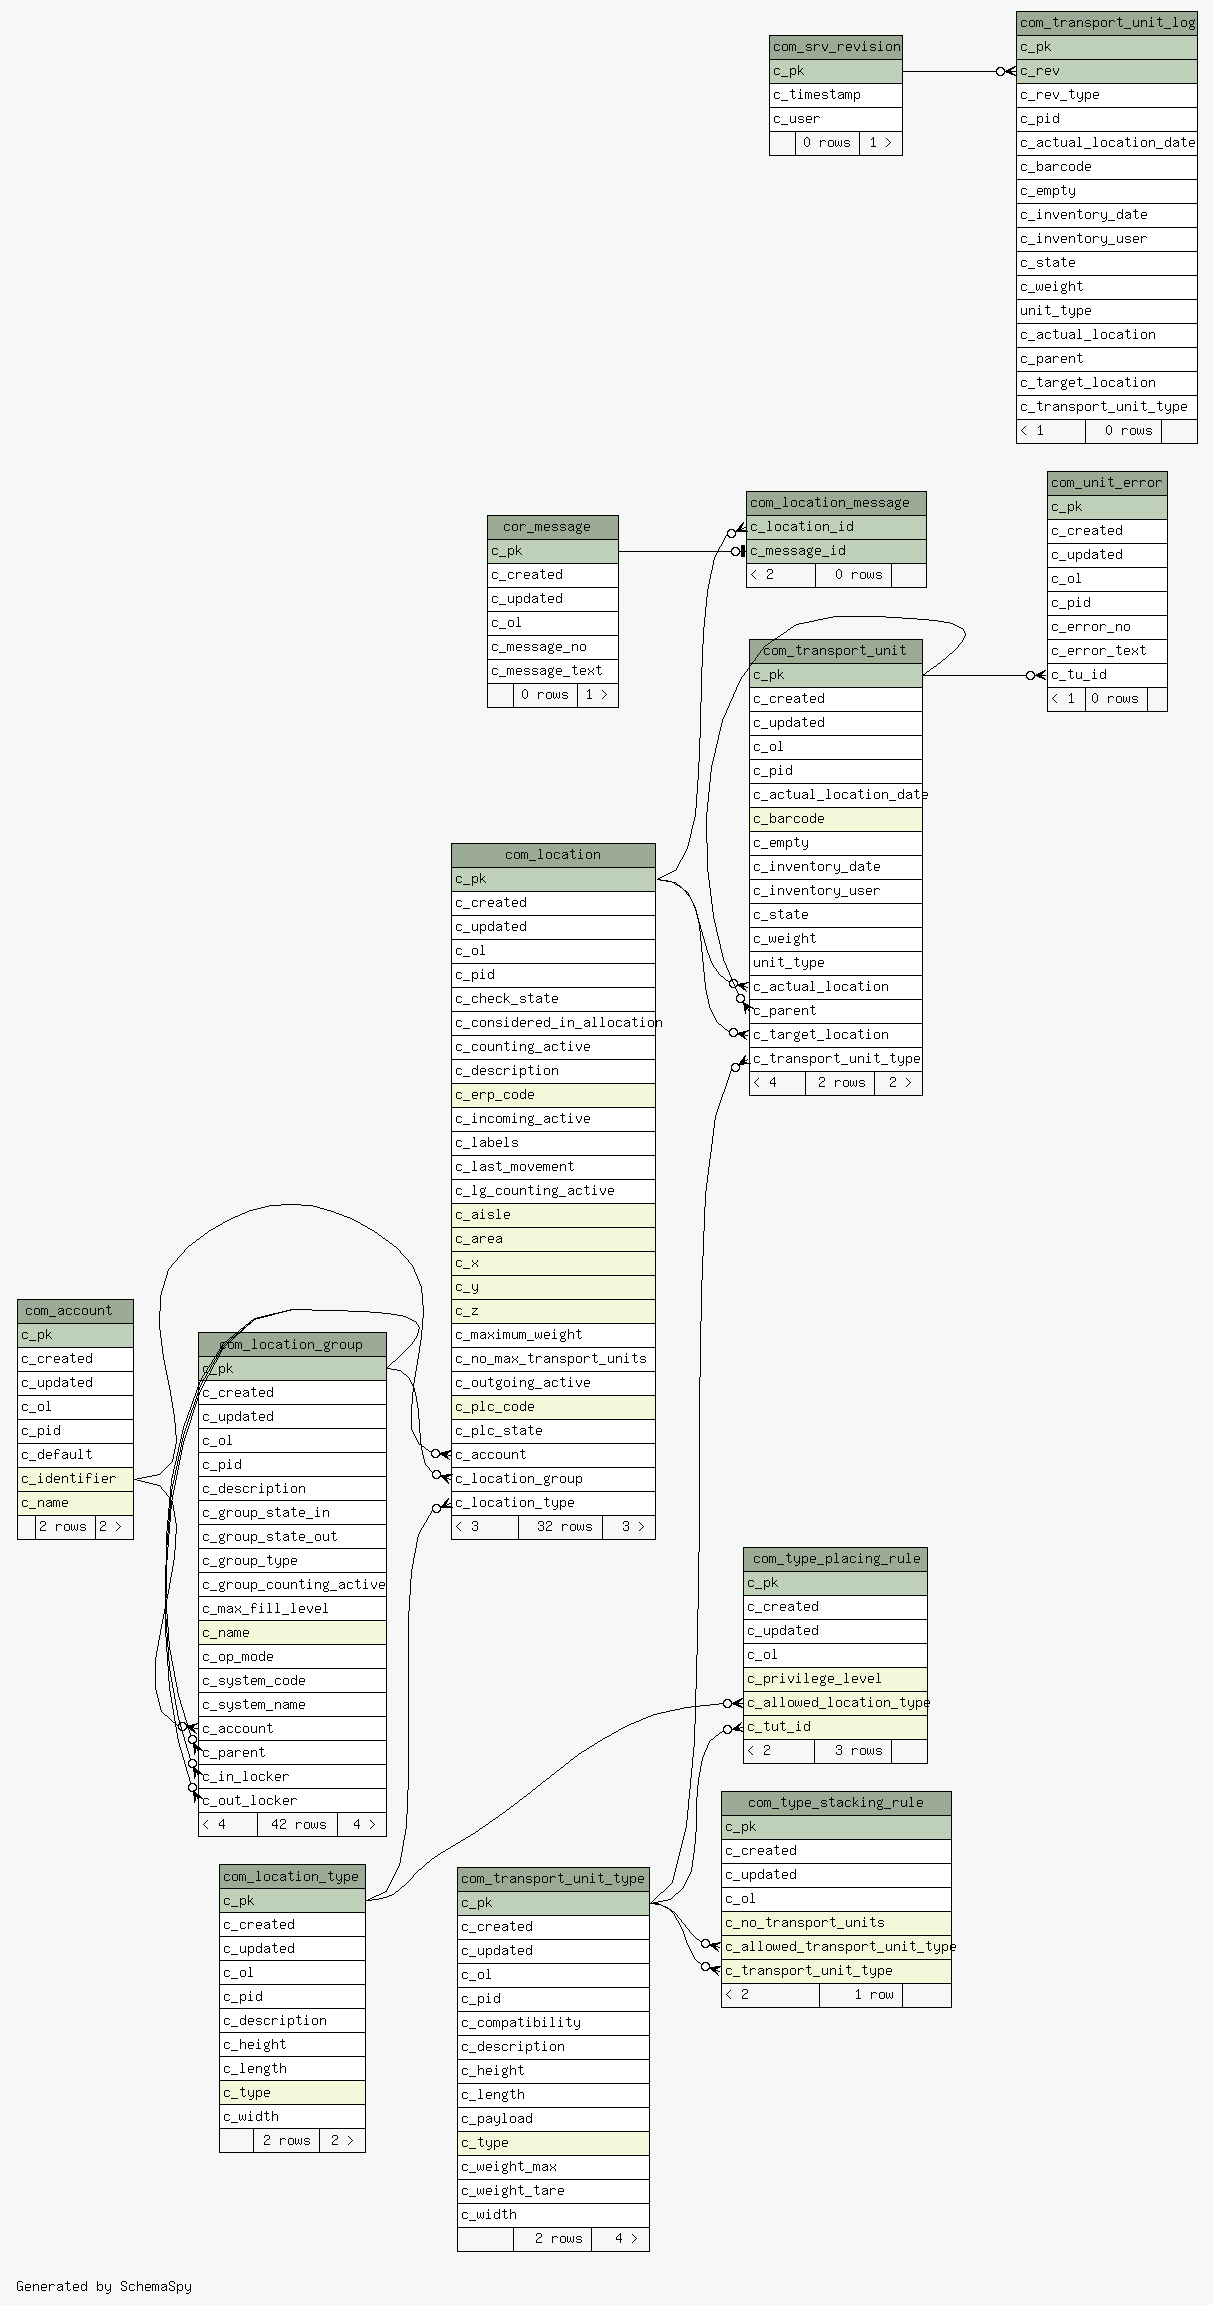 com_transport_unit_log
c_pk
c_rev
c_rev_type
c_pid
c_actual_location_date
c_barcode
c_empty
c_inventory_date
c_inventory_user
c_state
c_weight
unit_type
c_actual_location
c_parent
c_target_location
c_transport_unit_type
< 1 0 rows
com_srv_revision
c_pk
c_timestamp
c_user
0 rows 1 >
com_unit_error
c_pk
c_created
c_updated
c_ol
c_pid
c_error_no
c_error_text
c_tu_id
< 1 0 rows
com_location_message
c_location_id
c_message_id
< 2 0 rows
cor_message
c_pk
c_created
c_updated
c_ol
c_message_no
c_message_text
0 rows 1 >
com_transport_unit
c_pk
c_created
c_updated
c_ol
c_pid
c_actual_location_date
c_barcode
c_empty
c_inventory_date
c_inventory_user
c_state
c_weight
unit_type
c_actual_location
c_parent
c_target_location
c_transport_unit_type
< 4 2 rows 2 >
com_location
c_pk
c_created
c_updated
c_ol
c_pid
c_check_state
c_considered_in_allocation
c_counting_active
c_description
c_erp_code
c_incoming_active
c_labels
c_last_movement
c_lg_counting_active
c_aisle
c_area
c_x
c_y
c_z
c_maximum_weight
c_no_max_transport_units
c_outgoing_active
c_plc_code
c_plc_state
c_account
c_location_group
c_location_type
< 3 32 rows 3 >
com_account
c_pk
c_created
c_updated
c_ol
c_pid
c_default
c_identifier
c_name
2 rows 2 >
com_location_group
c_pk
c_created
c_updated
c_ol
c_pid
c_description
c_group_state_in
c_group_state_out
c_group_type
c_group_counting_active
c_max_fill_level
c_name
c_op_mode
c_system_code
c_system_name
c_account
c_parent
c_in_locker
c_out_locker
< 4 42 rows 4 >
com_type_placing_rule
c_pk
c_created
c_updated
c_ol
c_privilege_level
c_allowed_location_type
c_tut_id
< 2 3 rows
com_type_stacking_rule
c_pk
c_created
c_updated
c_ol
c_no_transport_units
c_allowed_transport_unit_type
c_transport_unit_type
< 2 1 row
com_location_type
c_pk
c_created
c_updated
c_ol
c_pid
c_description
c_height
c_length
c_type
c_width
2 rows 2 >
com_transport_unit_type
c_pk
c_created
c_updated
c_ol
c_pid
c_compatibility
c_description
c_height
c_length
c_payload
c_type
c_weight_max
c_weight_tare
c_width
2 rows 4 >
Generated by SchemaSpy